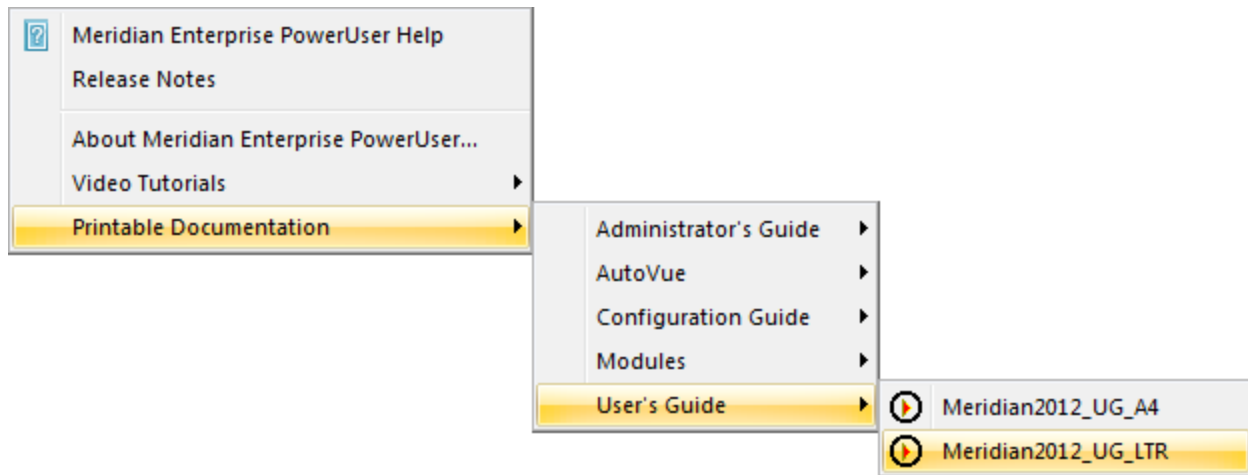 Meridian Enterprise PowerUser Help
Release Notes
About Meridian Enterprise PowerUser...
Video Tutorials
Printable Documentation
Administrator's Guide
AutoVue
Configuration Guide
Modules
User's Guide
Meridian2012_UG_A4
Meridian2012_UG_LTR